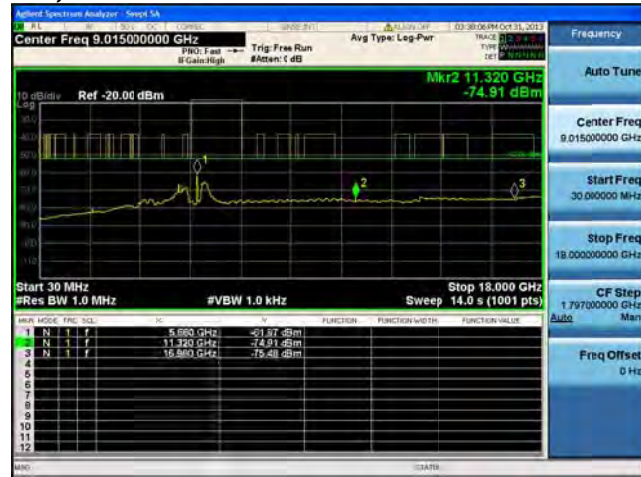 Agilent Spectrum Analyzer - Swept SA
03:30:06 PM Oct 31, 2013
Center Freq 9.015000000 GHz
Avg Type: Log-Pwr
TRACE
TYPE
DET
PNO: Fast
IFGain:High
Trig: Free Run
#Atten: 0 dB
Frequency
Auto Tune
Center Freq
9.015000000 GHz
Start Freq
30.000000 MHz
Stop Freq
18.000000000 GHz
CF Step
1.797000000 GHz
Auto Man
Freq Offset
0 Hz
Mkr2 11.320 GHz
-74.91 dBm
10 dB/div Ref -20.00 dBm
Log
1
2
3
Start 30 MHz
Stop 18.000 GHz
#Res BW 1.0 MHz
#VBW 1.0 kHz
Sweep 14.0 s (1001 pts)
MKR MODE TRC SCL X Y FUNCTION FUNCTION WIDTH FUNCTION VALUE
1 N 1 f 5.660 GHz -61.87 dBm
2 N 1 f 11.320 GHz -74.91 dBm
3 N 1 f 16.980 GHz -75.48 dBm
4
5
6
7
8
9
10
11
12
MSG
STATUS